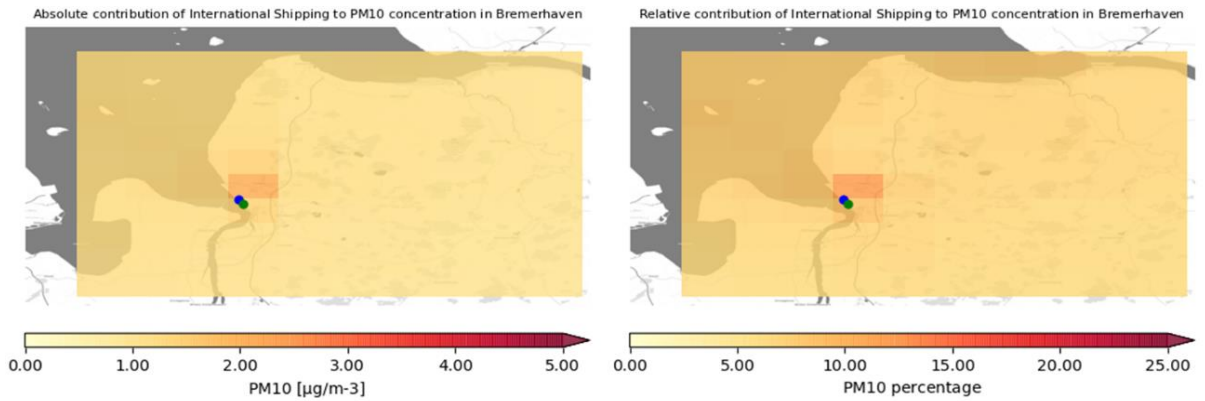 Absolute contribution of International Shipping to PM10 concentration in Bremerhaven
Relative contribution of International Shipping to PM10 concentration in Bremerhaven
0.00 1.00 2.00 3.00 4.00 5.00
PM10 [µg/m-3]
0.00 5.00 10.00 15.00 20.00 25.00
PM10 percentage